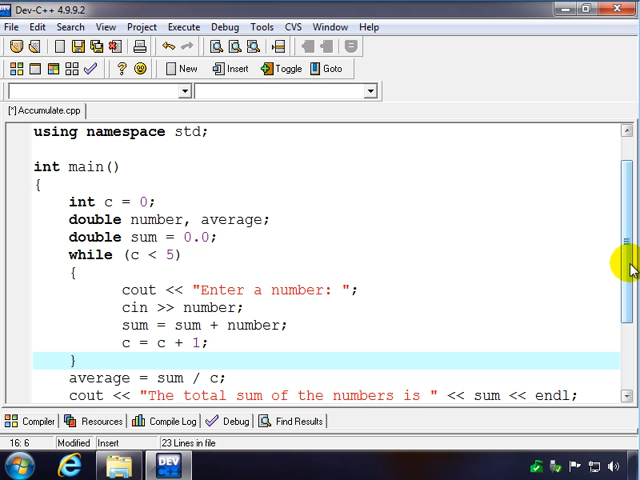 Dev-C++ 4.9.9.2
File Edit Search View Project Execute Debug Tools CVS Window Help
New Insert Toggle Goto
[*] Accumulate.cpp
using namespace std;
int main()
{
int c = 0;
double number, average;
double sum = 0.0;
while (c < 5)
{
cout << "Enter a number: ";
cin >> number;
sum = sum + number;
c = c + 1;
}
average = sum / c;
cout << "The total sum of the numbers is " << sum << endl;
Compiler Resources Compile Log Debug Find Results
16: 6 Modified Insert 23 Lines in file
DEV